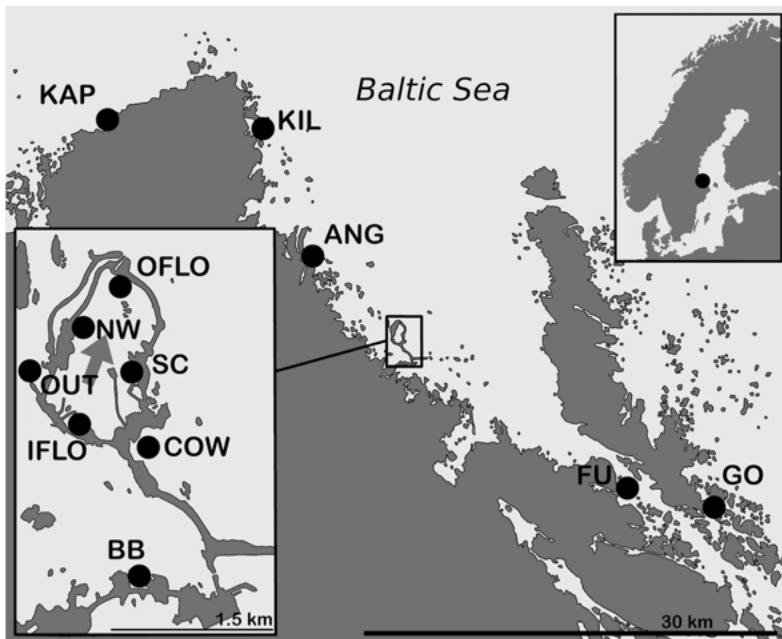 Baltic Sea
KAP
KIL
ANG
OFLO
NW
SC
OUT
IFLO
COW
FU
GO
BB
1.5 km
30 km